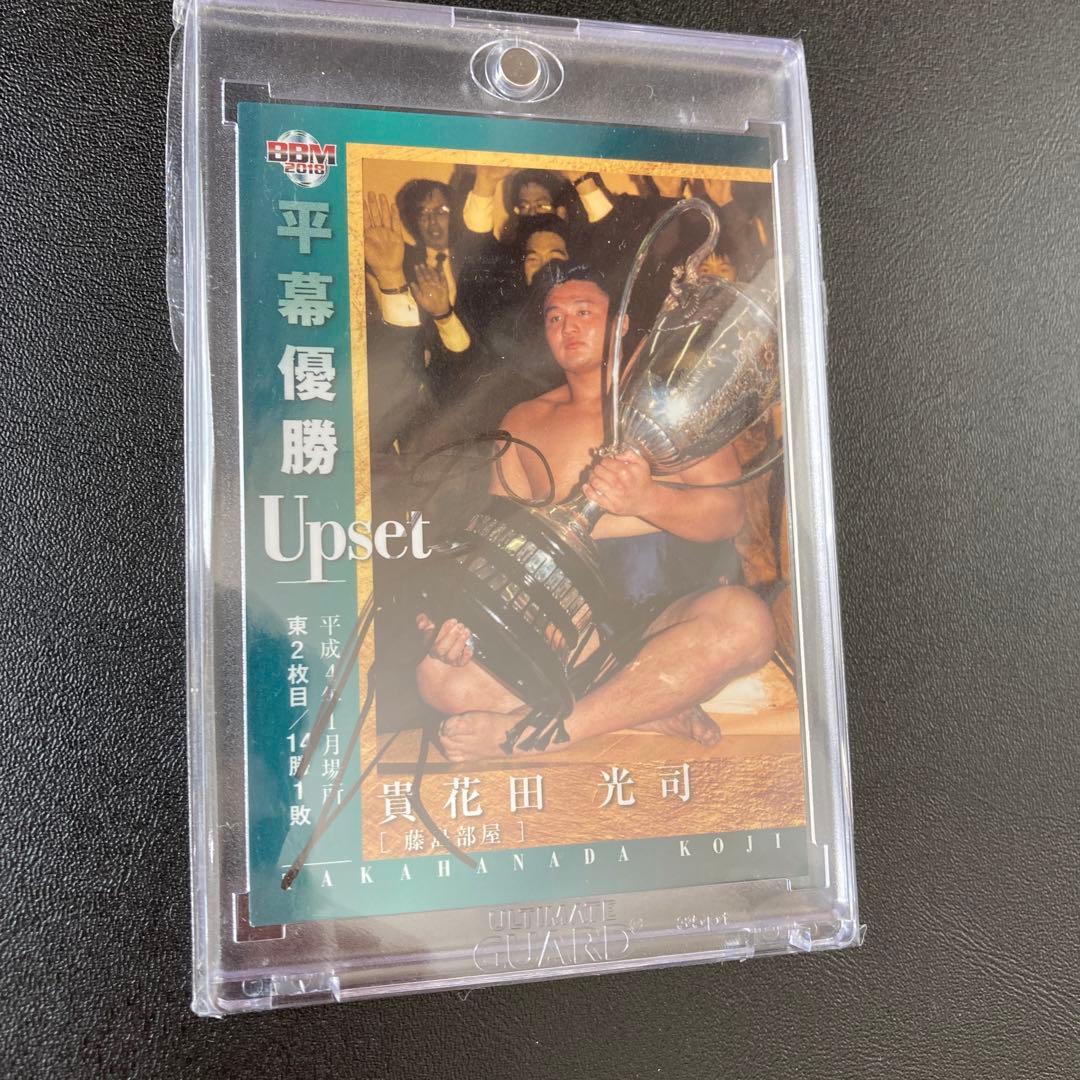 BBM
2018
平幕優勝
Upset
平成4年1月場所
東2枚目/14勝1敗
貴花田 光司
[藤島部屋]
TAKAHANADA KOJI
ULTIMATE
GUARD